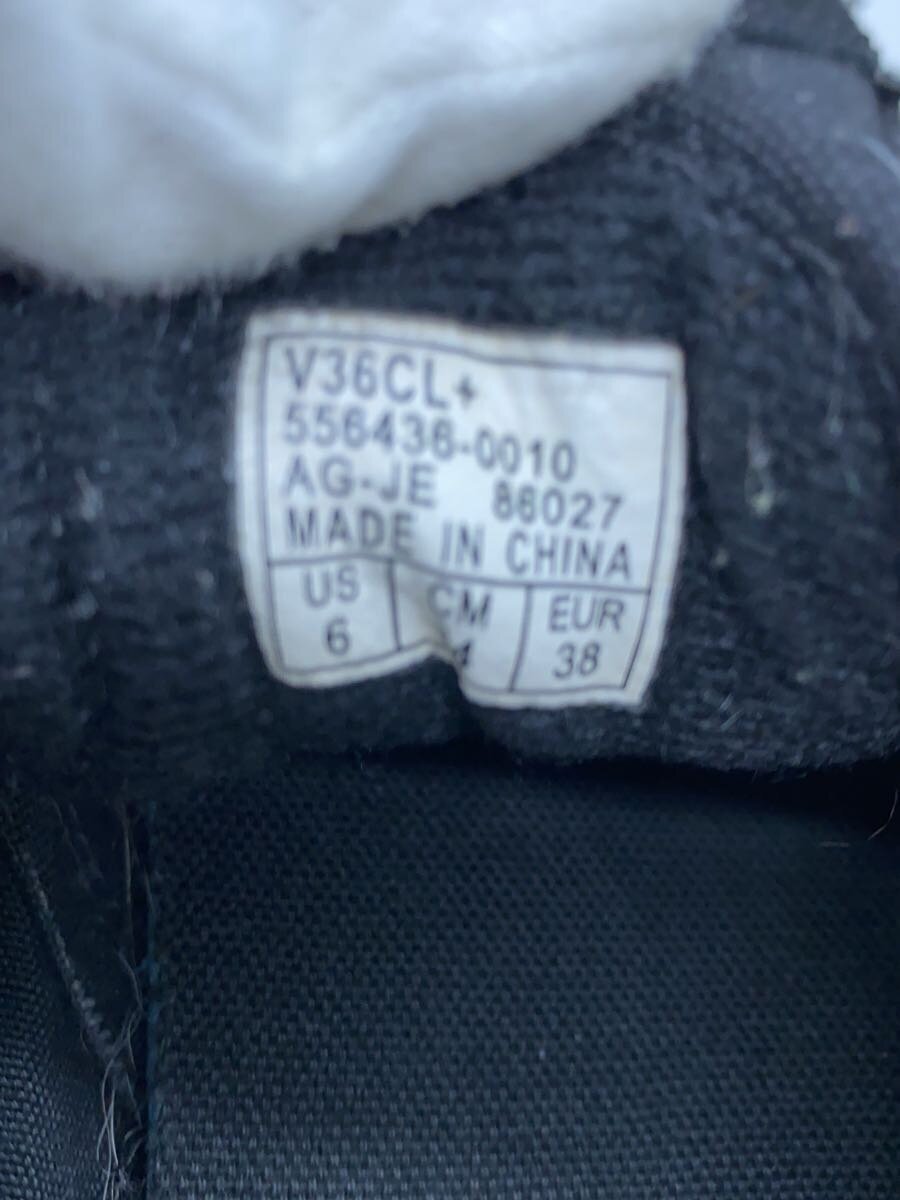 V36CL+
556436-0010
AG-JE 86027
MADE IN CHINA
US CM EUR
6 38